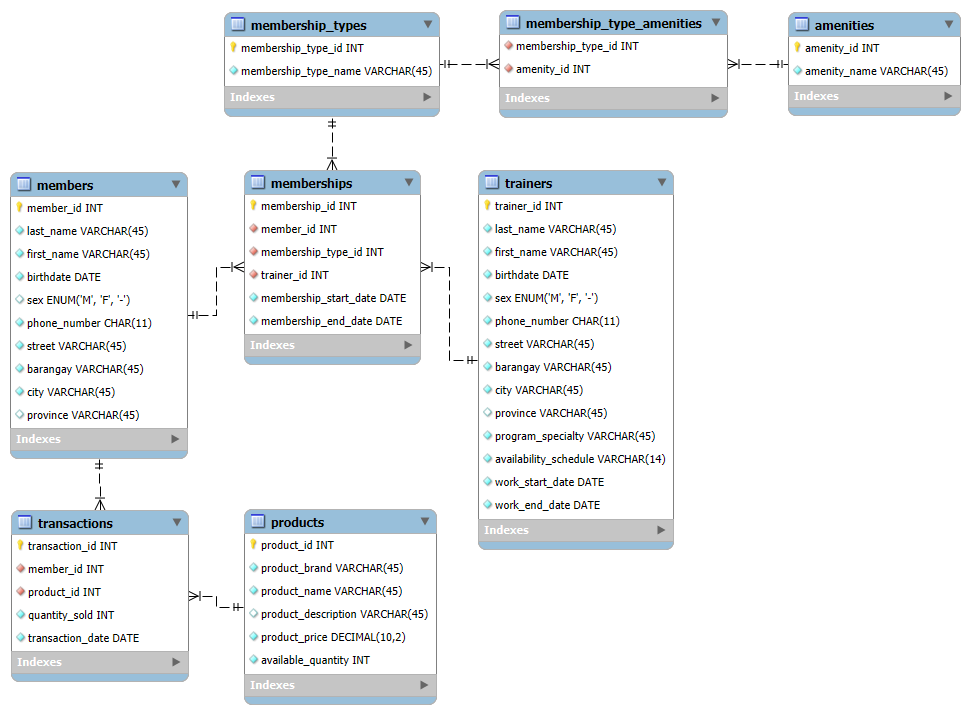 membership_types
membership_type_id INT
membership_type_name VARCHAR(45)
Indexes
membership_type_amenities
membership_type_id INT
amenity_id INT
Indexes
amenities
amenity_id INT
amenity_name VARCHAR(45)
Indexes
members
member_id INT
last_name VARCHAR(45)
first_name VARCHAR(45)
birthdate DATE
sex ENUM('M', 'F', '-')
phone_number CHAR(11)
street VARCHAR(45)
barangay VARCHAR(45)
city VARCHAR(45)
province VARCHAR(45)
Indexes
memberships
membership_id INT
member_id INT
membership_type_id INT
trainer_id INT
membership_start_date DATE
membership_end_date DATE
Indexes
trainers
trainer_id INT
last_name VARCHAR(45)
first_name VARCHAR(45)
birthdate DATE
sex ENUM('M', 'F', '-')
phone_number CHAR(11)
street VARCHAR(45)
barangay VARCHAR(45)
city VARCHAR(45)
province VARCHAR(45)
program_specialty VARCHAR(45)
availability_schedule VARCHAR(14)
work_start_date DATE
work_end_date DATE
Indexes
transactions
transaction_id INT
member_id INT
product_id INT
quantity_sold INT
transaction_date DATE
Indexes
products
product_id INT
product_brand VARCHAR(45)
product_name VARCHAR(45)
product_description VARCHAR(45)
product_price DECIMAL(10,2)
available_quantity INT
Indexes